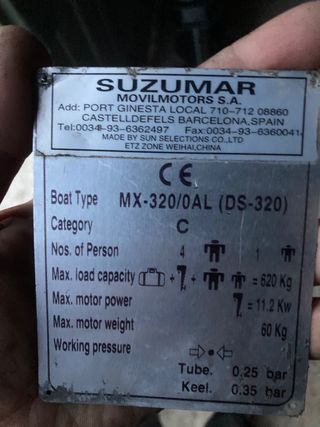 SUZUMAR
MOVILMOTORS S.A.
Add: PORT GINESTA LOCAL 710-712 08860
CASTELLDEFELS BARCELONA,SPAIN
Tel:0034-93-6362497 Fax:0034-93-6360041
MADE BY SUN SELECTIONS CO.,LTD
ETZ ZONE WEIHAI,CHINA
CE
Boat Type MX-320/0AL (DS-320)
Category C
Nos. of Person 4 1
Max. load capacity + + = 620 Kg
Max. motor power = 11.2 Kw
Max. motor weight 60 Kg
Working pressure
Tube. 0.25 bar
Keel. 0.35 bar